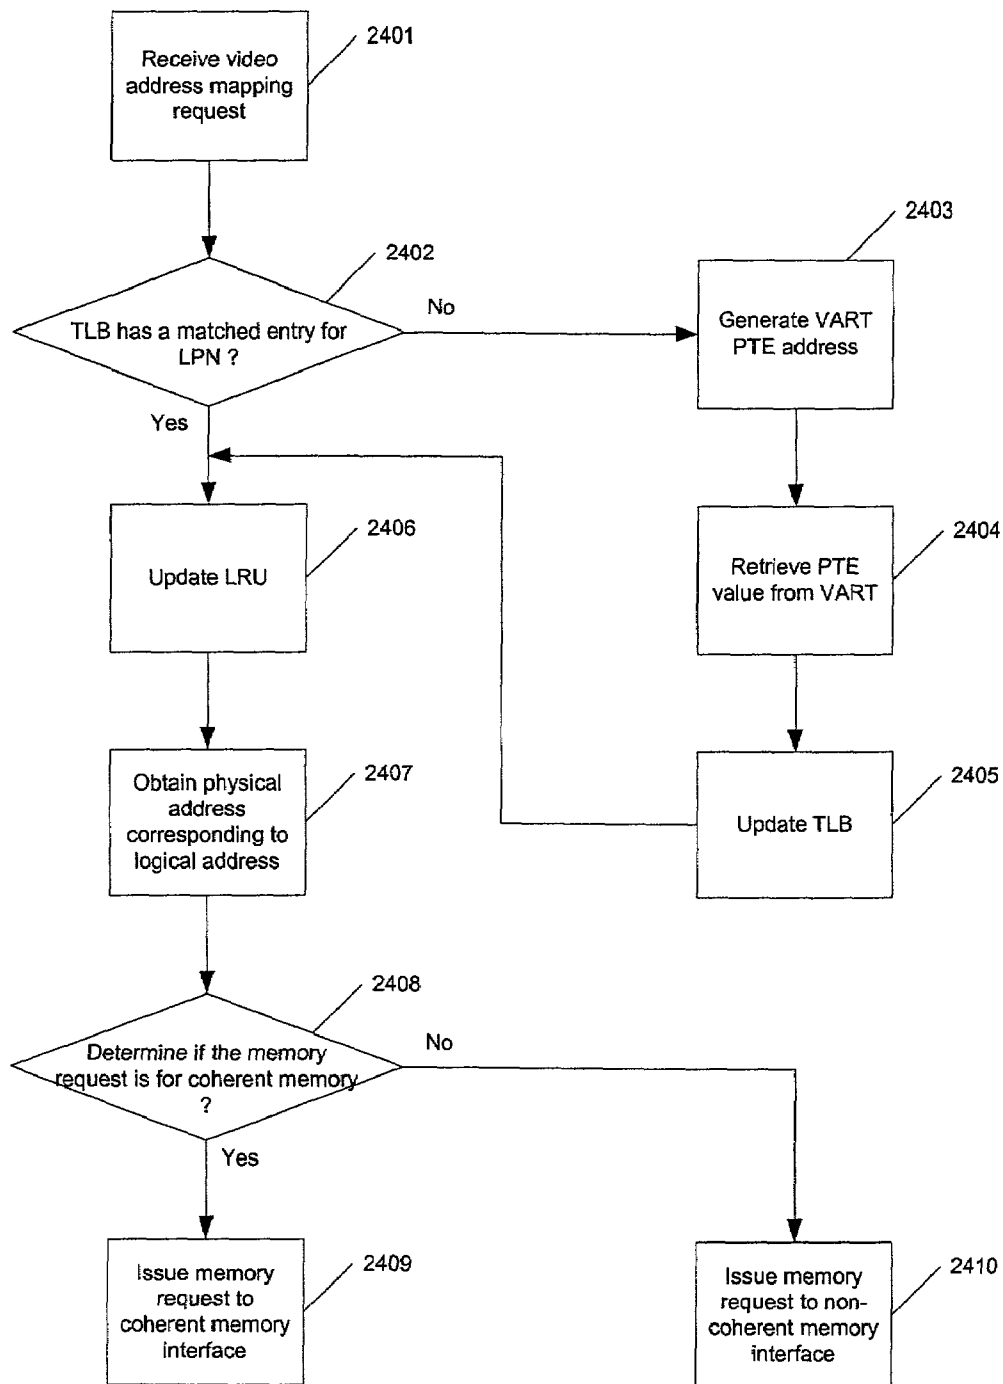 Receive video
address mapping
request
2401
TLB has a matched entry for
LPN ?
2402
No
Yes
Generate VART
PTE address
2403
Update LRU
2406
Retrieve PTE
value from VART
2404
Obtain physical
address
corresponding to
logical address
2407
Update TLB
2405
Determine if the memory
request is for coherent memory
?
2408
No
Yes
Issue memory
request to
coherent memory
interface
2409
Issue memory
request to non-
coherent memory
interface
2410